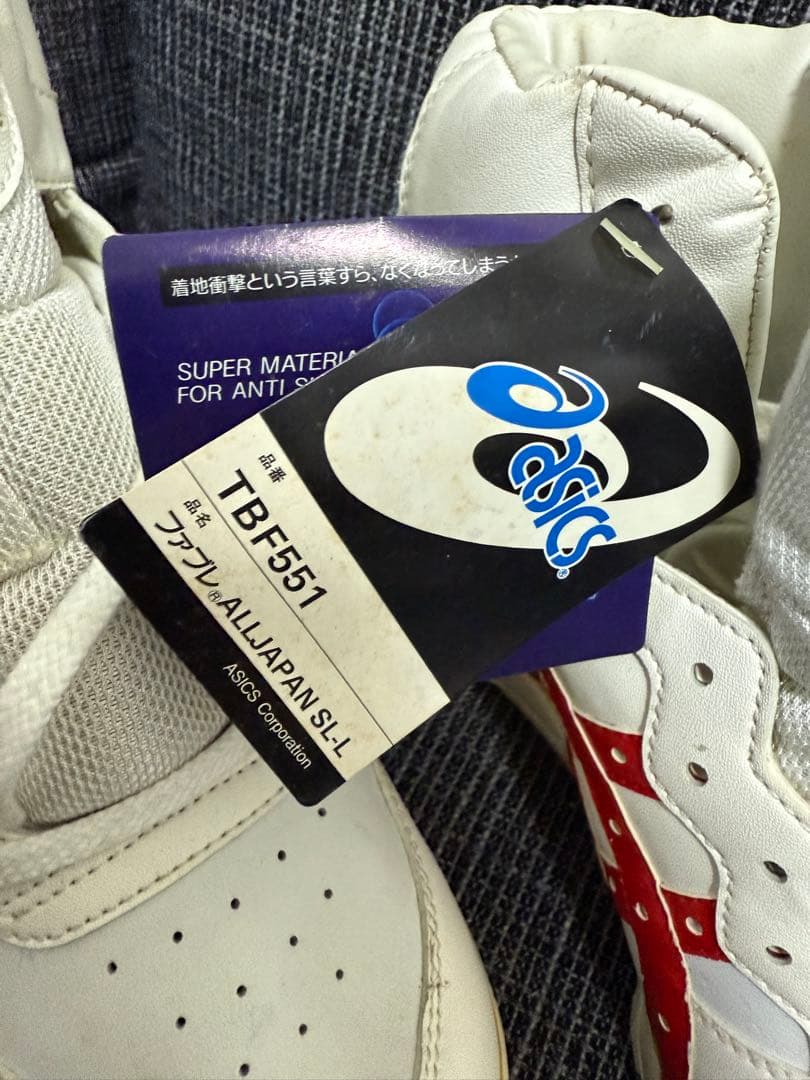 着地衝撃という言葉すら、なくなってしまう
SUPER MATERIA
FOR ANTI
asics
®
品番
TBF551
品名
ファブレ®ALLJAPAN SL-L
ASICS Corporation